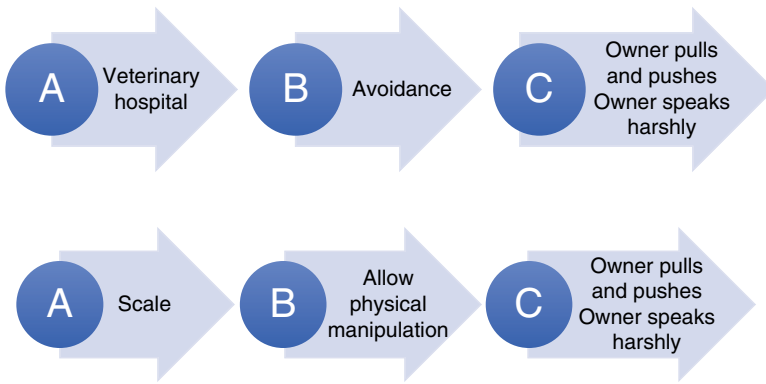 A
Veterinary
hospital
B
Avoidance
C
Owner pulls
and pushes
Owner speaks
harshly
A
Scale
B
Allow
physical
manipulation
C
Owner pulls
and pushes
Owner speaks
harshly